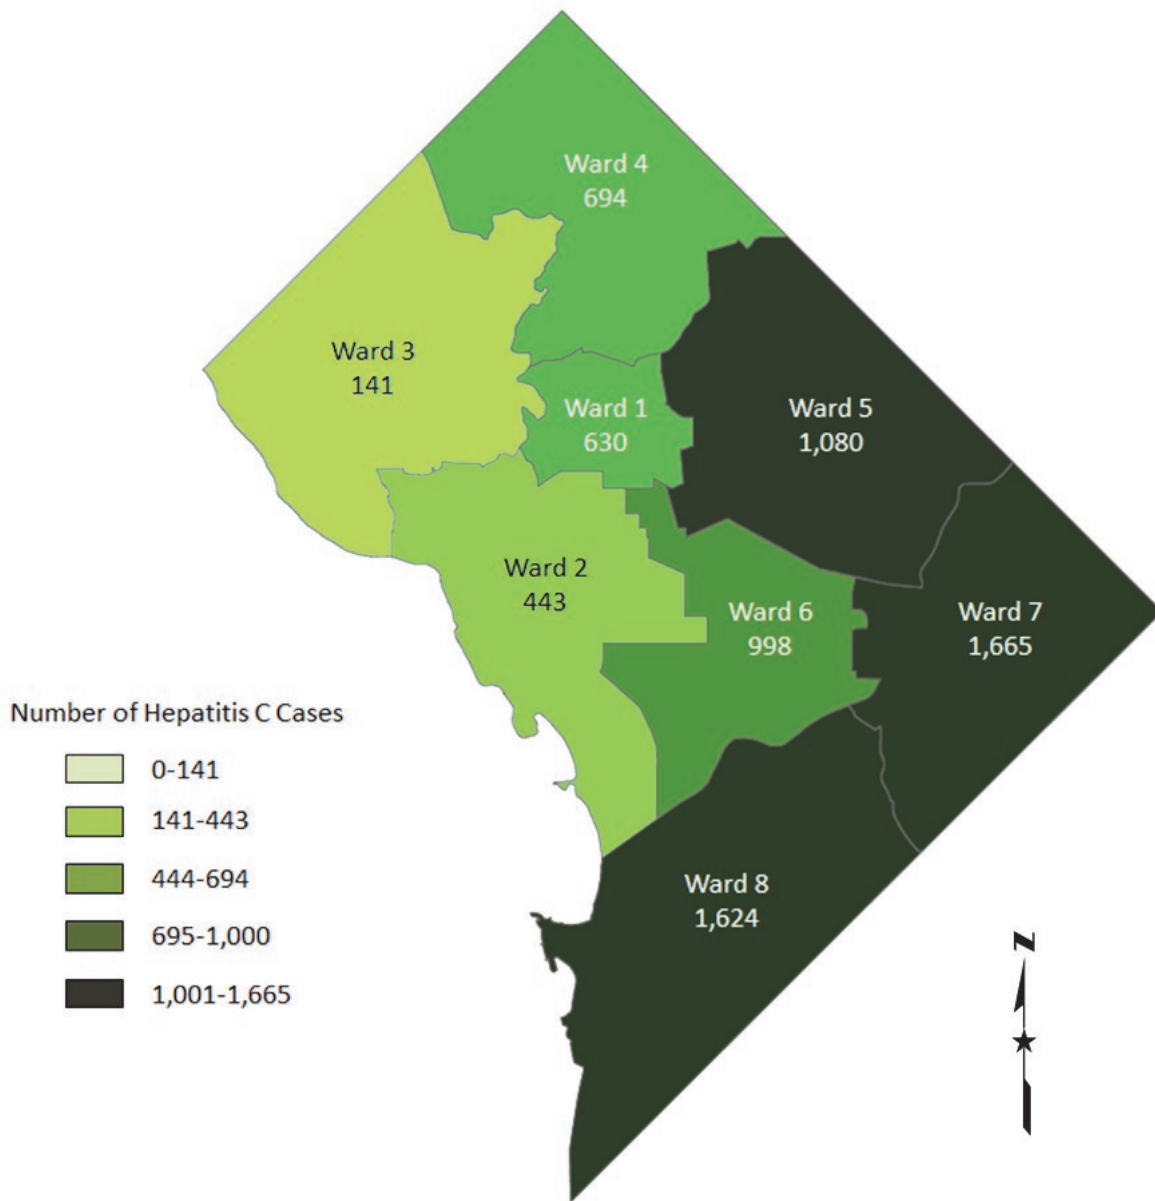 Ward 4
694
Ward 3
141
Ward 1
630
Ward 5
1,080
Ward 2
443
Ward 6
998
Ward 7
1,665
Number of Hepatitis C Cases
0-141
141-443
444-694
695-1,000
1,001-1,665
Ward 8
1,624
N